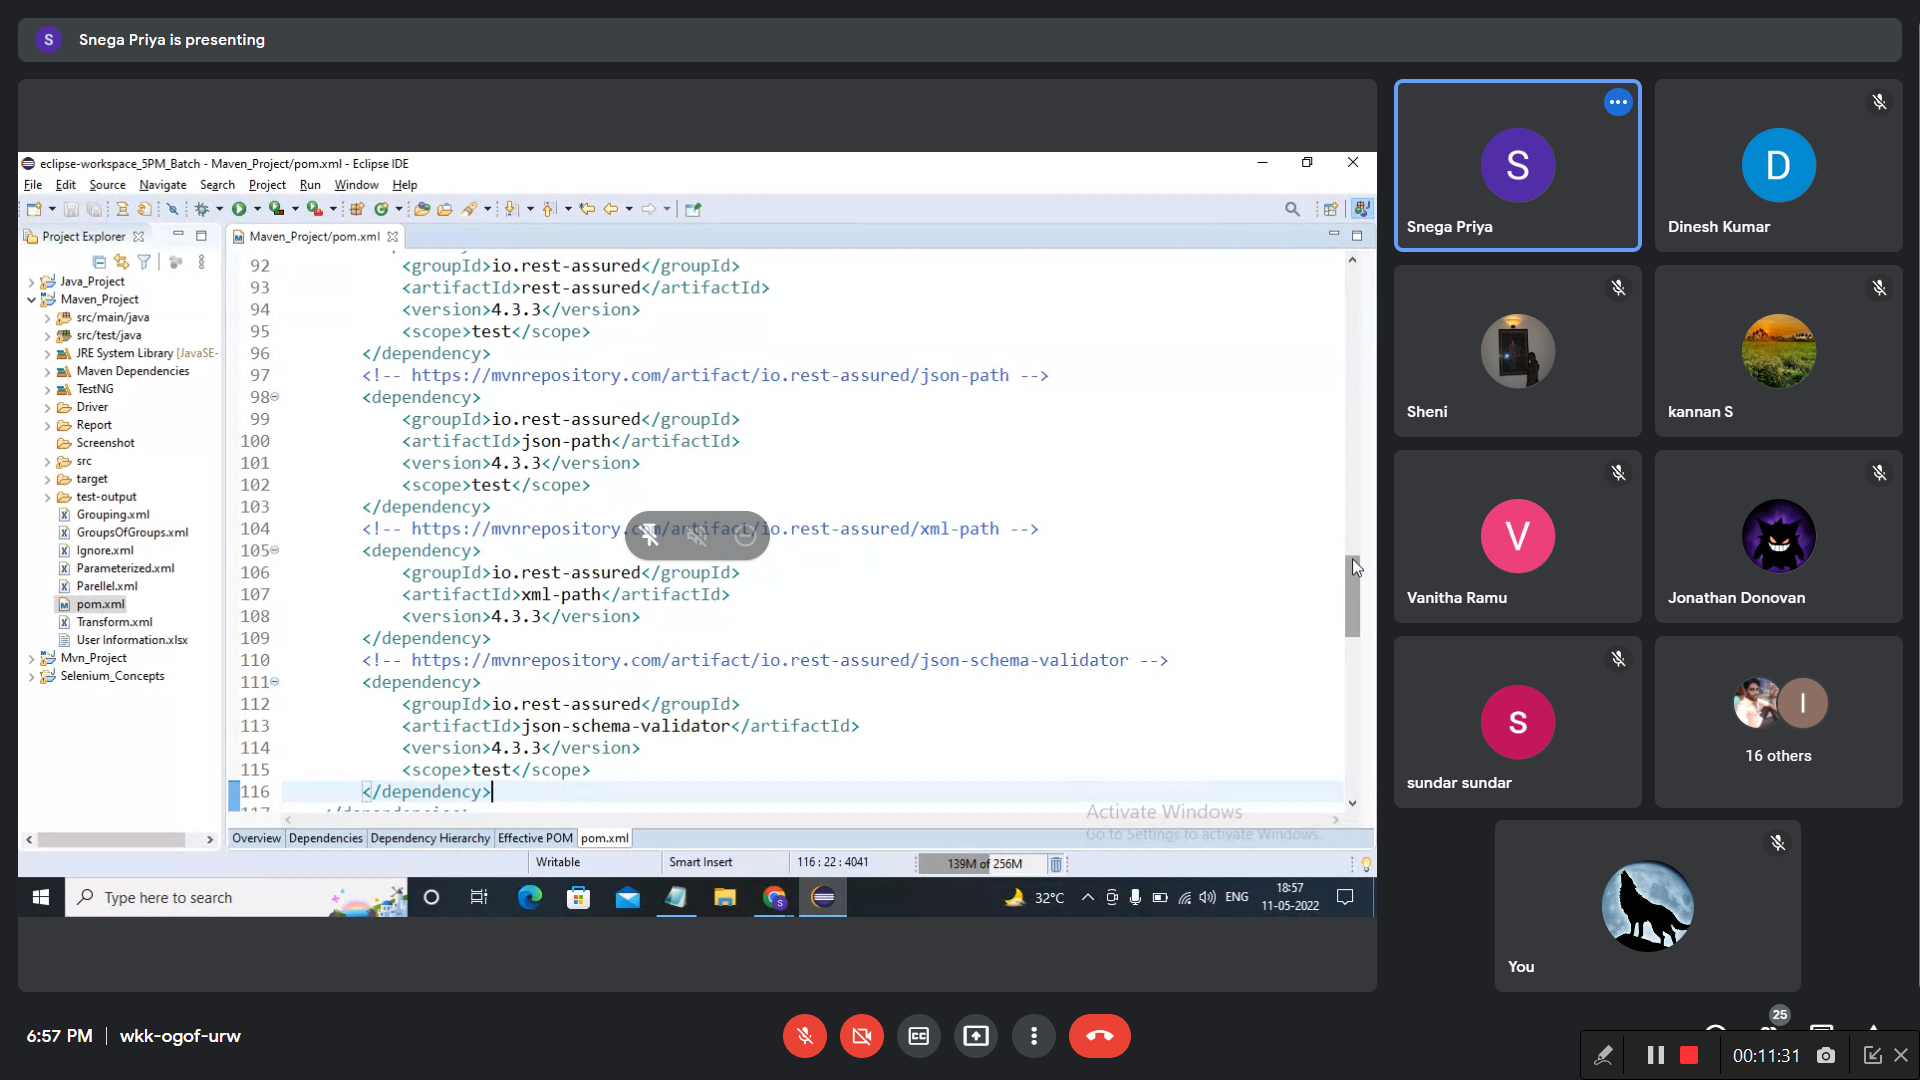 S Snega Priya is presenting
eclipse-workspace_5PM_Batch - Maven_Project/pom.xml - Eclipse IDE
File Edit Source Navigate Search Project Run Window Help
Project Explorer
Maven_Project/pom.xml
Java_Project
Maven_Project
src/main/java
src/test/java
JRE System Library [JavaSE-
Maven Dependencies
TestNG
Driver
Report
Screenshot
src
target
test-output
Grouping.xml
GroupsOfGroups.xml
Ignore.xml
Parameterized.xml
Parellel.xml
pom.xml
Transform.xml
User Information.xlsx
Mvn_Project
Selenium_Concepts
92 <groupId>io.rest-assured</groupId>
93 <artifactId>rest-assured</artifactId>
94 <version>4.3.3</version>
95 <scope>test</scope>
96 </dependency>
97 <!-- https://mvnrepository.com/artifact/io.rest-assured/json-path -->
98 <dependency>
99 <groupId>io.rest-assured</groupId>
100 <artifactId>json-path</artifactId>
101 <version>4.3.3</version>
102 <scope>test</scope>
103 </dependency>
104 <!-- https://mvnrepository.com/artifact/io.rest-assured/xml-path -->
105 <dependency>
106 <groupId>io.rest-assured</groupId>
107 <artifactId>xml-path</artifactId>
108 <version>4.3.3</version>
109 </dependency>
110 <!-- https://mvnrepository.com/artifact/io.rest-assured/json-schema-validator -->
111 <dependency>
112 <groupId>io.rest-assured</groupId>
113 <artifactId>json-schema-validator</artifactId>
114 <version>4.3.3</version>
115 <scope>test</scope>
116 </dependency>
Activate Windows
Go to Settings to activate Windows.
Overview Dependencies Dependency Hierarchy Effective POM pom.xml
Writable Smart Insert 116 : 22 : 4041 139M of 256M
Type here to search
32°C ENG
18:57
11-05-2022
S
Snega Priya
D
Dinesh Kumar
Sheni
kannan S
V
Vanitha Ramu
Jonathan Donovan
s
sundar sundar
I
16 others
You
6:57 PM | wkk-ogof-urw
25
00:11:31